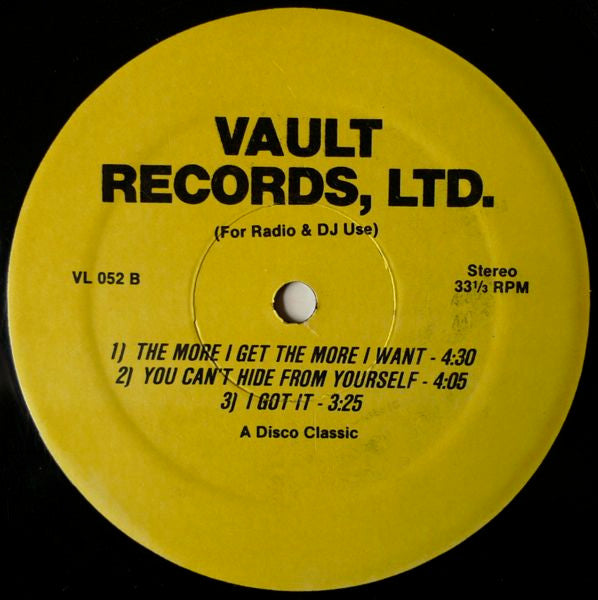 VAULT
RECORDS, LTD.
(For Radio & DJ Use)
VL 052 B
Stereo
33⅓ RPM
1) THE MORE I GET THE MORE I WANT - 4:30
2) YOU CAN'T HIDE FROM YOURSELF - 4:05
3) I GOT IT - 3:25
A Disco Classic